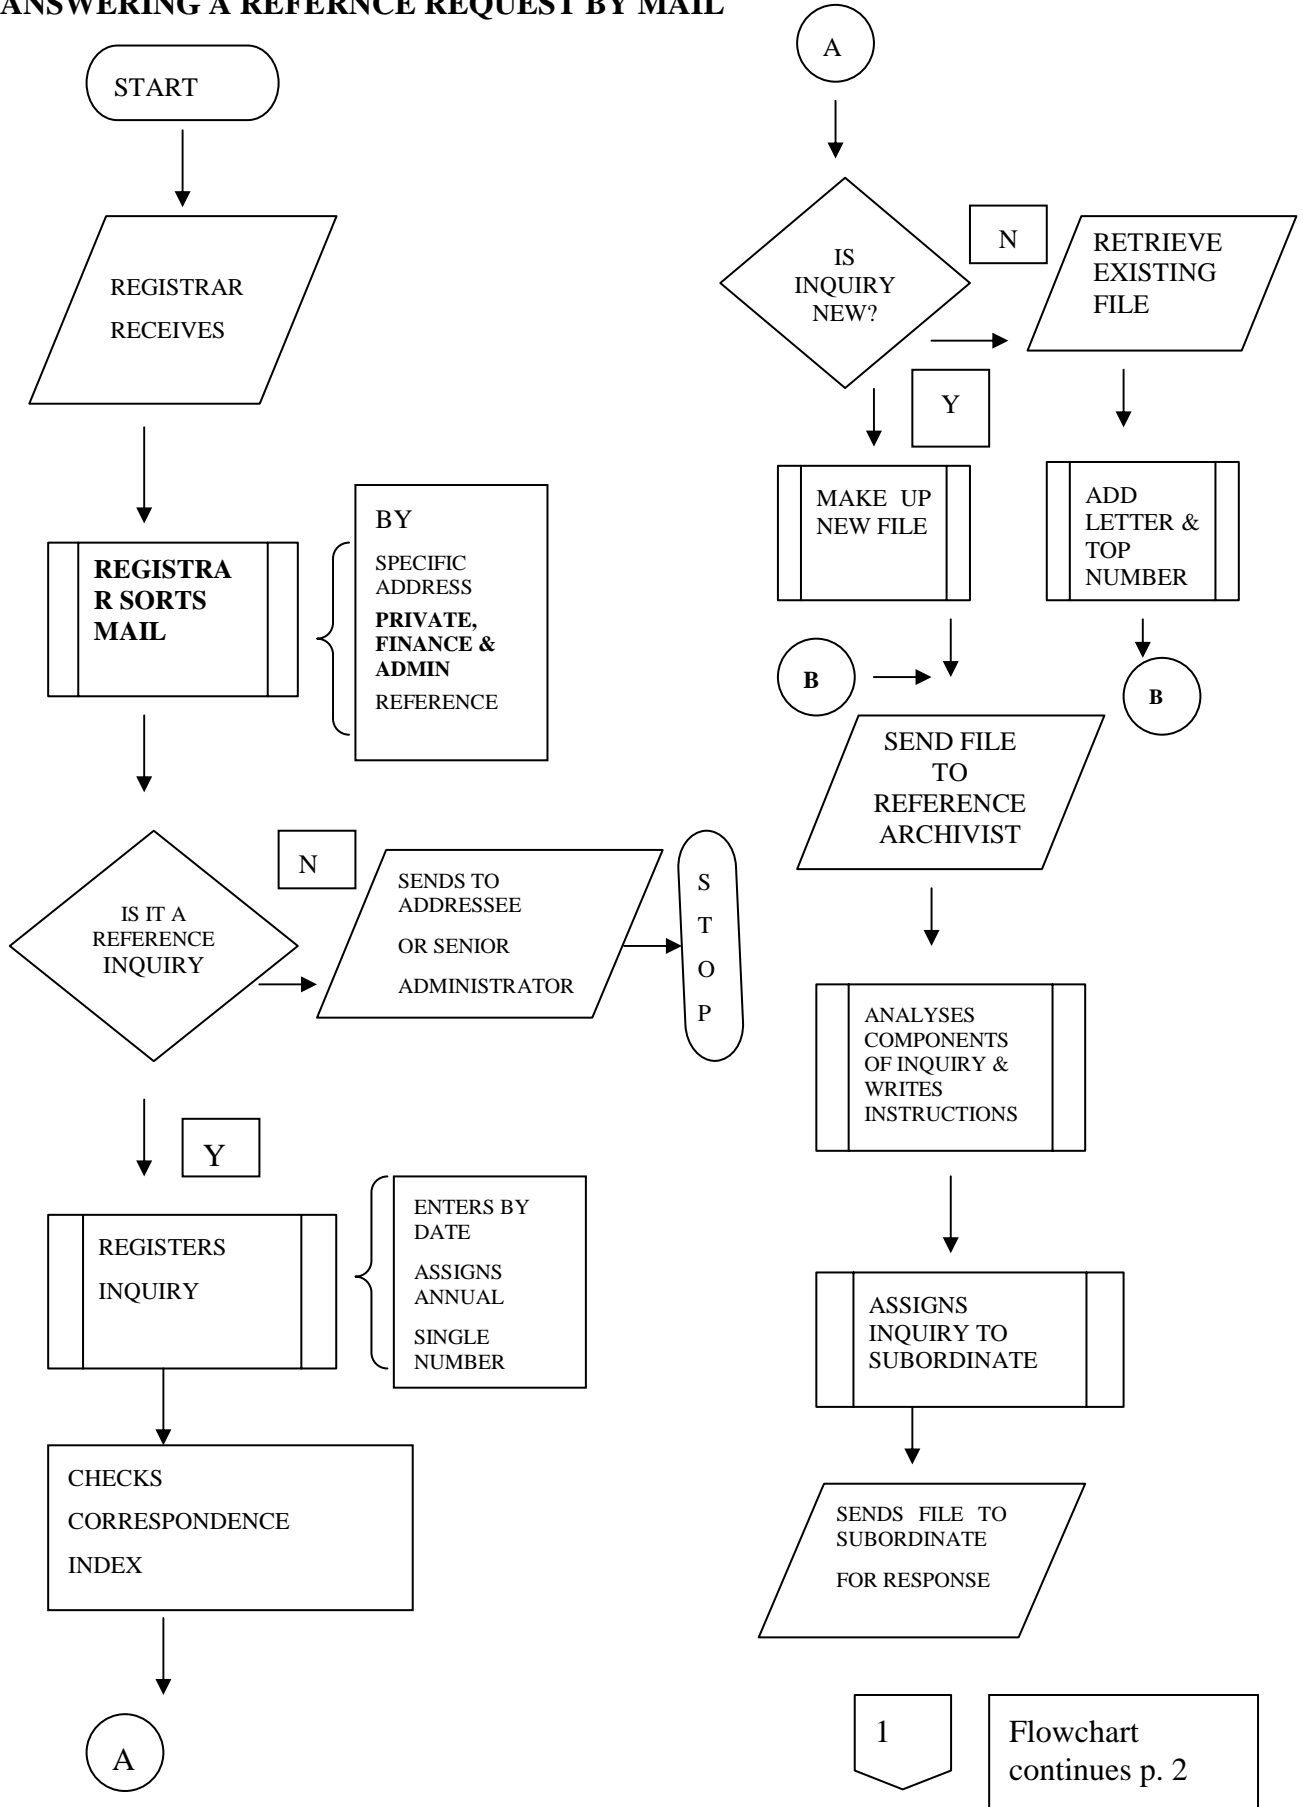 ANSWERING A REFERNCE REQUEST BY MAIL
START
REGISTRAR
RECEIVES
REGISTRA
R SORTS
MAIL
BY
SPECIFIC
ADDRESS
PRIVATE,
FINANCE &
ADMIN
REFERENCE
IS IT A
REFERENCE
INQUIRY
N
SENDS TO
ADDRESSEE
OR SENIOR
ADMINISTRATOR
S
T
O
P
Y
REGISTERS
INQUIRY
ENTERS BY
DATE
ASSIGNS
ANNUAL
SINGLE
NUMBER
CHECKS
CORRESPONDENCE
INDEX
A
A
IS
INQUIRY
NEW?
N
RETRIEVE
EXISTING
FILE
Y
MAKE UP
NEW FILE
ADD
LETTER &
TOP
NUMBER
B
B
SEND FILE
TO
REFERENCE
ARCHIVIST
ANALYSES
COMPONENTS
OF INQUIRY &
WRITES
INSTRUCTIONS
ASSIGNS
INQUIRY TO
SUBORDINATE
SENDS FILE TO
SUBORDINATE
FOR RESPONSE
1
Flowchart
continues p. 2